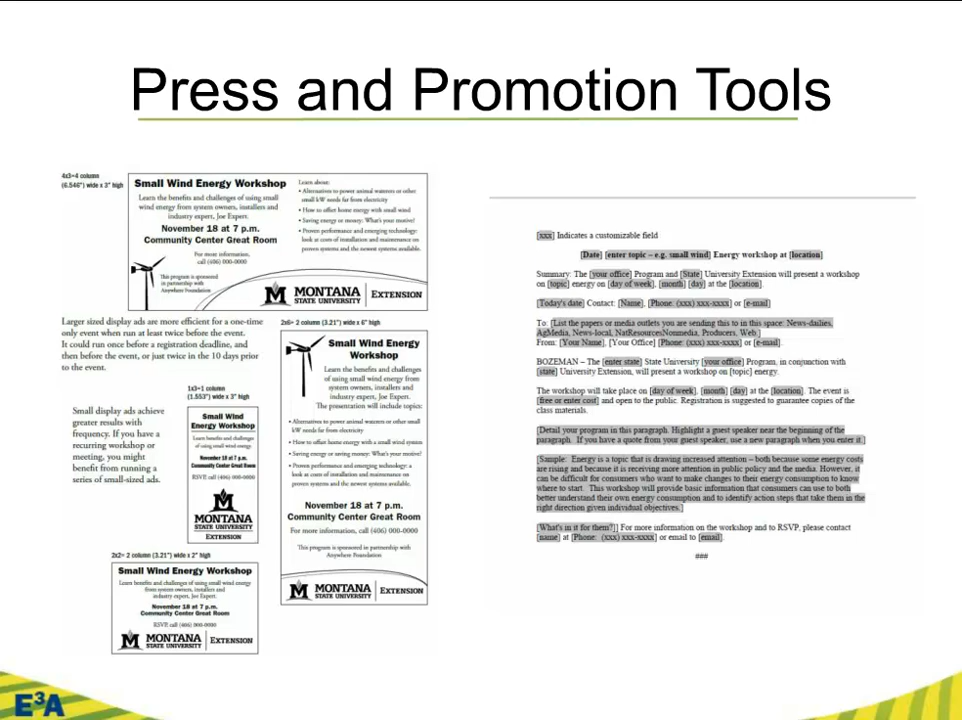 Press and Promotion Tools
4x3=4 column
(6.546") wide x 3" high
Small Wind Energy Workshop
Learn the benefits and challenges of using small
wind energy from system owners, installers and
industry expert, Joe Expert.
November 18 at 7 p.m.
Community Center Great Room
For more information,
call (406) 000-0000
This program is sponsored
in partnership with
Anywhere Foundation
Learn about:
• Alternatives to power animal waterers or other
small kW needs far from electricity
• How to offset home energy with small wind
• Saving energy or money: What's your motive?
• Proven performance and emerging technology:
look at costs of installation and maintenance on
proven systems and the newest systems available.
MONTANA
STATE UNIVERSITY
EXTENSION
Larger sized display ads are more efficient for a one-time
only event when run at least twice before the event.
It could run once before a registration deadline, and
then before the event, or just twice in the 10 days prior
to the event.
2x6= 2 column (3.21") wide x 6" high
Small Wind Energy
Workshop
Learn the benefits and challenges
of using small wind energy from
system owners, installers and
industry expert, Joe Expert.
The presentation will include topics:
• Alternatives to power animal waterers or other small
kW needs far from electricity
• How to offset home energy with a small wind system
• Saving energy or saving money: What's your motive?
• Proven performance and emerging technology: a
look at costs of installation and maintenance on
proven systems and the newest systems available.
November 18 at 7 p.m.
Community Center Great Room
For more information, call (406) 000-0000
This program is sponsored in partnership with
Anywhere Foundation
MONTANA
STATE UNIVERSITY
EXTENSION
1x3=1 column
(1.553") wide x 3" high
Small display ads achieve
greater results with
frequency. If you have a
recurring workshop or
meeting, you might
benefit from running a
series of small-sized ads.
Small Wind
Energy Workshop
Learn benefits and challenges
of using small wind energy
November 18 at 7 p.m.
Community Center Great Room
RSVP, call (406) 000-0000
MONTANA
STATE UNIVERSITY
EXTENSION
2x2= 2 column (3.21") wide x 2" high
Small Wind Energy Workshop
Learn benefits and challenges of using small wind energy
from system owners, installers and
industry expert, Joe Expert.
November 18 at 7 p.m.
Community Center Great Room
RSVP, call (406) 000-0000
MONTANA
STATE UNIVERSITY
EXTENSION
[xxx] Indicates a customizable field
[Date] [enter topic – e.g. small wind] Energy workshop at [location]
Summary: The [your office] Program and [State] University Extension will present a workshop
on [topic] energy on [day of week], [month] [day] at the [location].
[Today's date] Contact: [Name], [Phone: (xxx) xxx-xxxx] or [e-mail]
To: [List the papers or media outlets you are sending this to in this space: News-dailies,
AgMedia, News-local, NatResourcesNonmedia, Producers, Web:]
From: [Your Name], [Your Office] [Phone: (xxx) xxx-xxxx] or [e-mail].
BOZEMAN – The [enter state] State University [your office] Program, in conjunction with
[state] University Extension, will present a workshop on [topic] energy.
The workshop will take place on [day of week], [month] [day] at the [location]. The event is
[free or enter cost] and open to the public. Registration is suggested to guarantee copies of the
class materials.
[Detail your program in this paragraph. Highlight a guest speaker near the beginning of the
paragraph. If you have a quote from your guest speaker, use a new paragraph when you enter it.]
[Sample: Energy is a topic that is drawing increased attention – both because some energy costs
are rising and because it is receiving more attention in public policy and the media. However, it
can be difficult for consumers who want to make changes to their energy consumption to know
where to start. This workshop will provide basic information that consumers can use to both
better understand their own energy consumption and to identify action steps that take them in the
right direction given individual objectives.]
[What's in it for them?]] For more information on the workshop and to RSVP, please contact
[name] at [Phone: (xxx) xxx-xxxx] or email to [email].
###
E³A